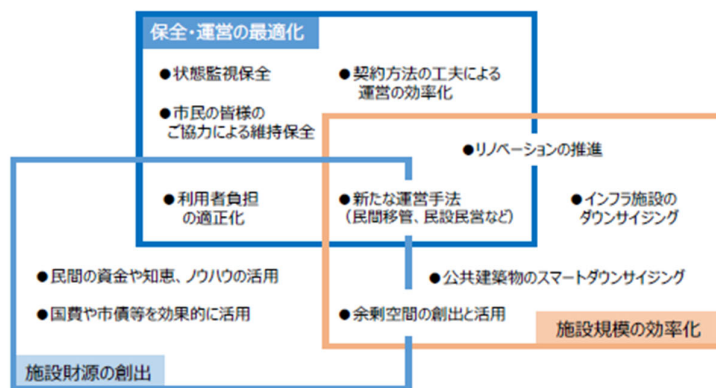 保全・運営の最適化
●状態監視保全
●契約方法の工夫による
運営の効率化
●市民の皆様の
ご協力による維持保全
●リノベーションの推進
●利用者負担
の適正化
●新たな運営手法
（民間移管、民設民営など）
●インフラ施設の
ダウンサイジング
●民間の資金や知恵、ノウハウの活用
●公共建築物のスマートダウンサイジング
●国費や市債等を効果的に活用
●余剰空間の創出と活用
施設規模の効率化
施設財源の創出